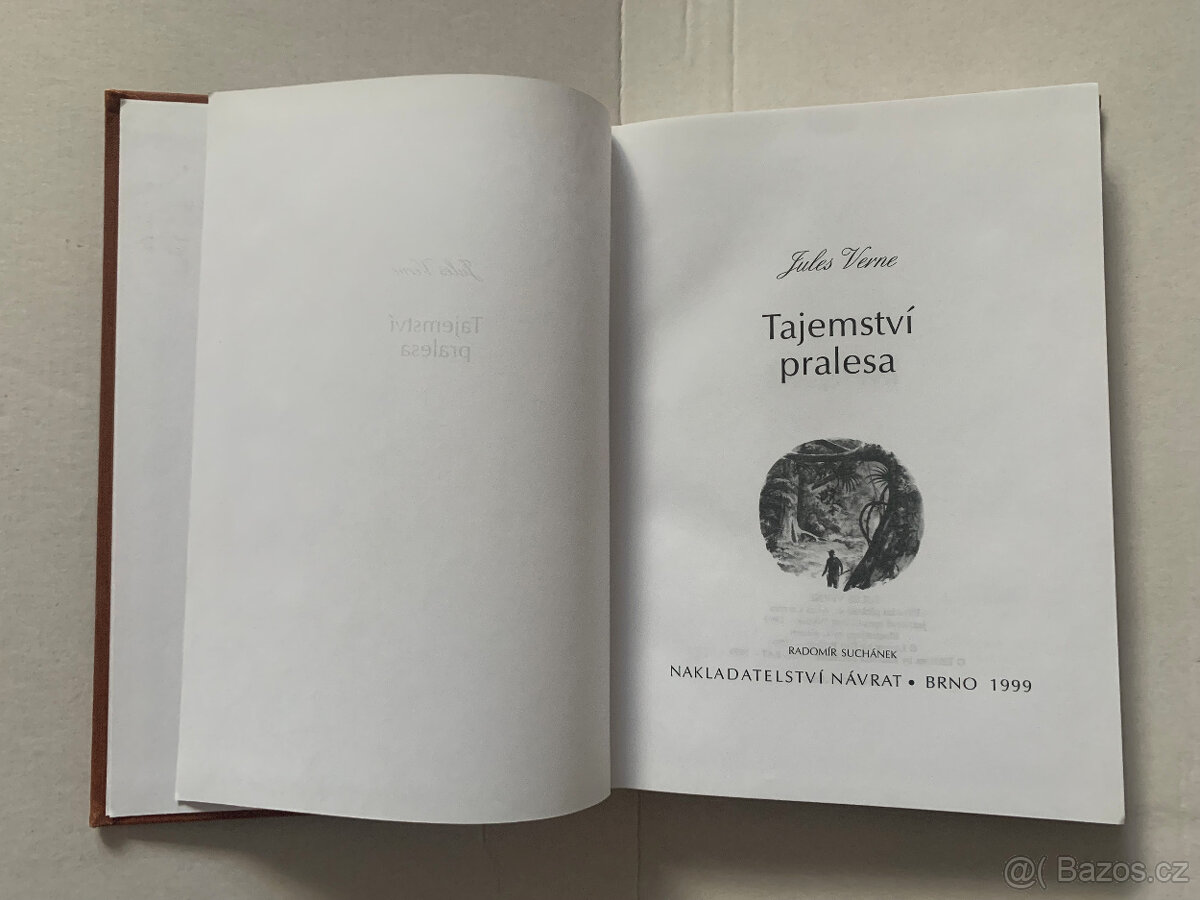 Jules Verne
Tajemství
pralesa
RADOMÍR SUCHÁNEK
NAKLADATELSTVÍ NÁVRAT • BRNO 1999
@( Bazos.cz